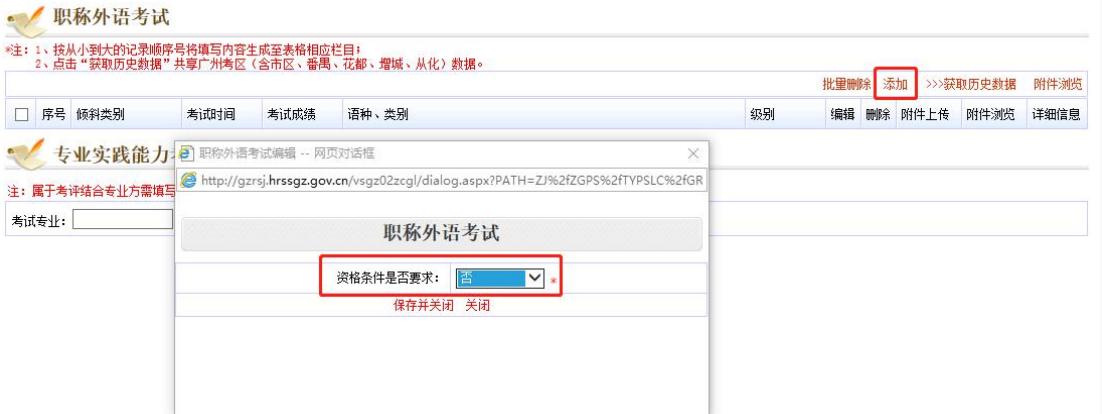 职称外语考试
*注：1、按从小到大的记录顺序号将填写内容生成至表格相应栏目；
2、点击“获取历史数据”共享广州考区（含市区、番禺、花都、增城、从化）数据。
批量删除 添加 >>>获取历史数据 附件浏览
序号 倾斜类别 考试时间 考试成绩 语种、类别 级别 编辑 删除 附件上传 附件浏览 详细信息
专业实践能力
职称外语考试编辑 -- 网页对话框
http://gzrsj.hrssgz.gov.cn/vsgz02zcgl/dialog.aspx?PATH=ZJ%2fZGPS%2fTYPSLC%2fGR
注：属于考评结合专业方需填写
考试专业：
职称外语考试
资格条件是否要求： 否 *
保存并关闭 关闭